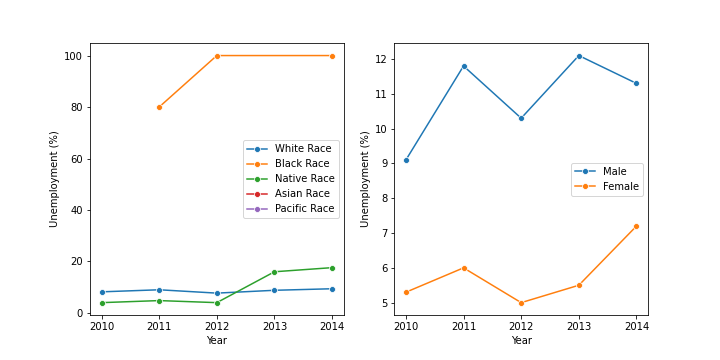 100
80
60
40
20
0
Unemployment (%)
2010 2011 2012 2013 2014
Year
White Race
Black Race
Native Race
Asian Race
Pacific Race
12
11
10
9
8
7
6
5
Unemployment (%)
2010 2011 2012 2013 2014
Year
Male
Female